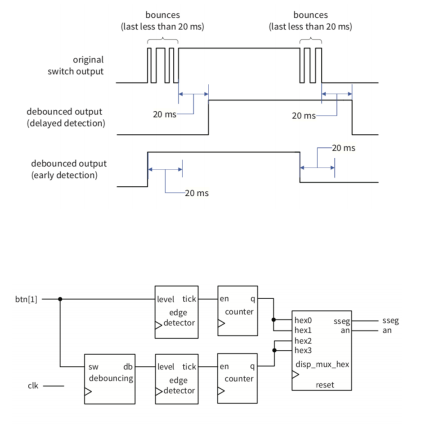 bounces
(last less than 20 ms)
bounces
(last less than 20 ms)
original
switch output
20 ms
20 ms
debounced output
(delayed detection)
20 ms
debounced output
(early detection)
20 ms
btn[1]
level tick
edge
detector
en q
counter
hex0
hex1
hex2
hex3
sseg
an
sseg
an
disp_mux_hex
reset
sw db
debouncing
level tick
edge
detector
en q
counter
clk